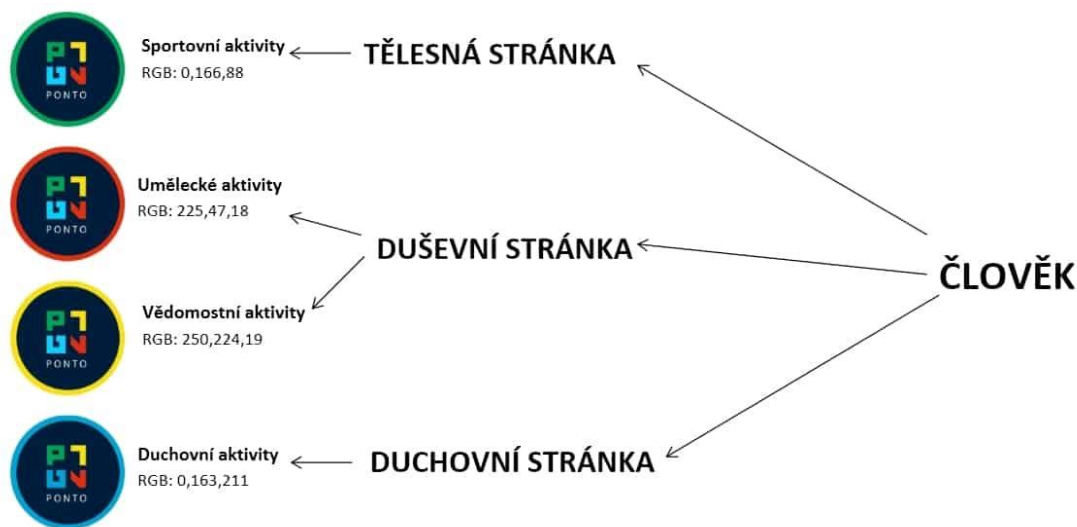 Sportovní aktivity
RGB: 0,166,88
PONTO
TĚLESNÁ STRÁNKA
Umělecké aktivity
RGB: 225,47,18
PONTO
DUŠEVNÍ STRÁNKA
ČLOVĚK
Vědomostní aktivity
RGB: 250,224,19
PONTO
Duchovní aktivity
RGB: 0,163,211
PONTO
DUCHOVNÍ STRÁNKA